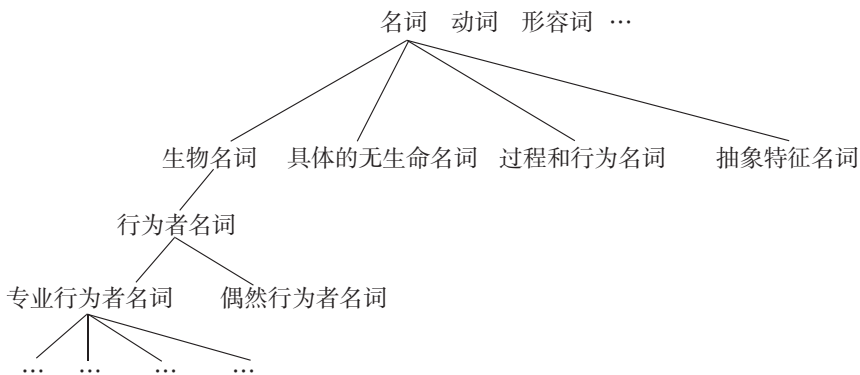 名词 动词 形容词 …
生物名词 具体的无生命名词 过程和行为名词 抽象特征名词
行为者名词
专业行为者名词 偶然行为者名词
… … … …